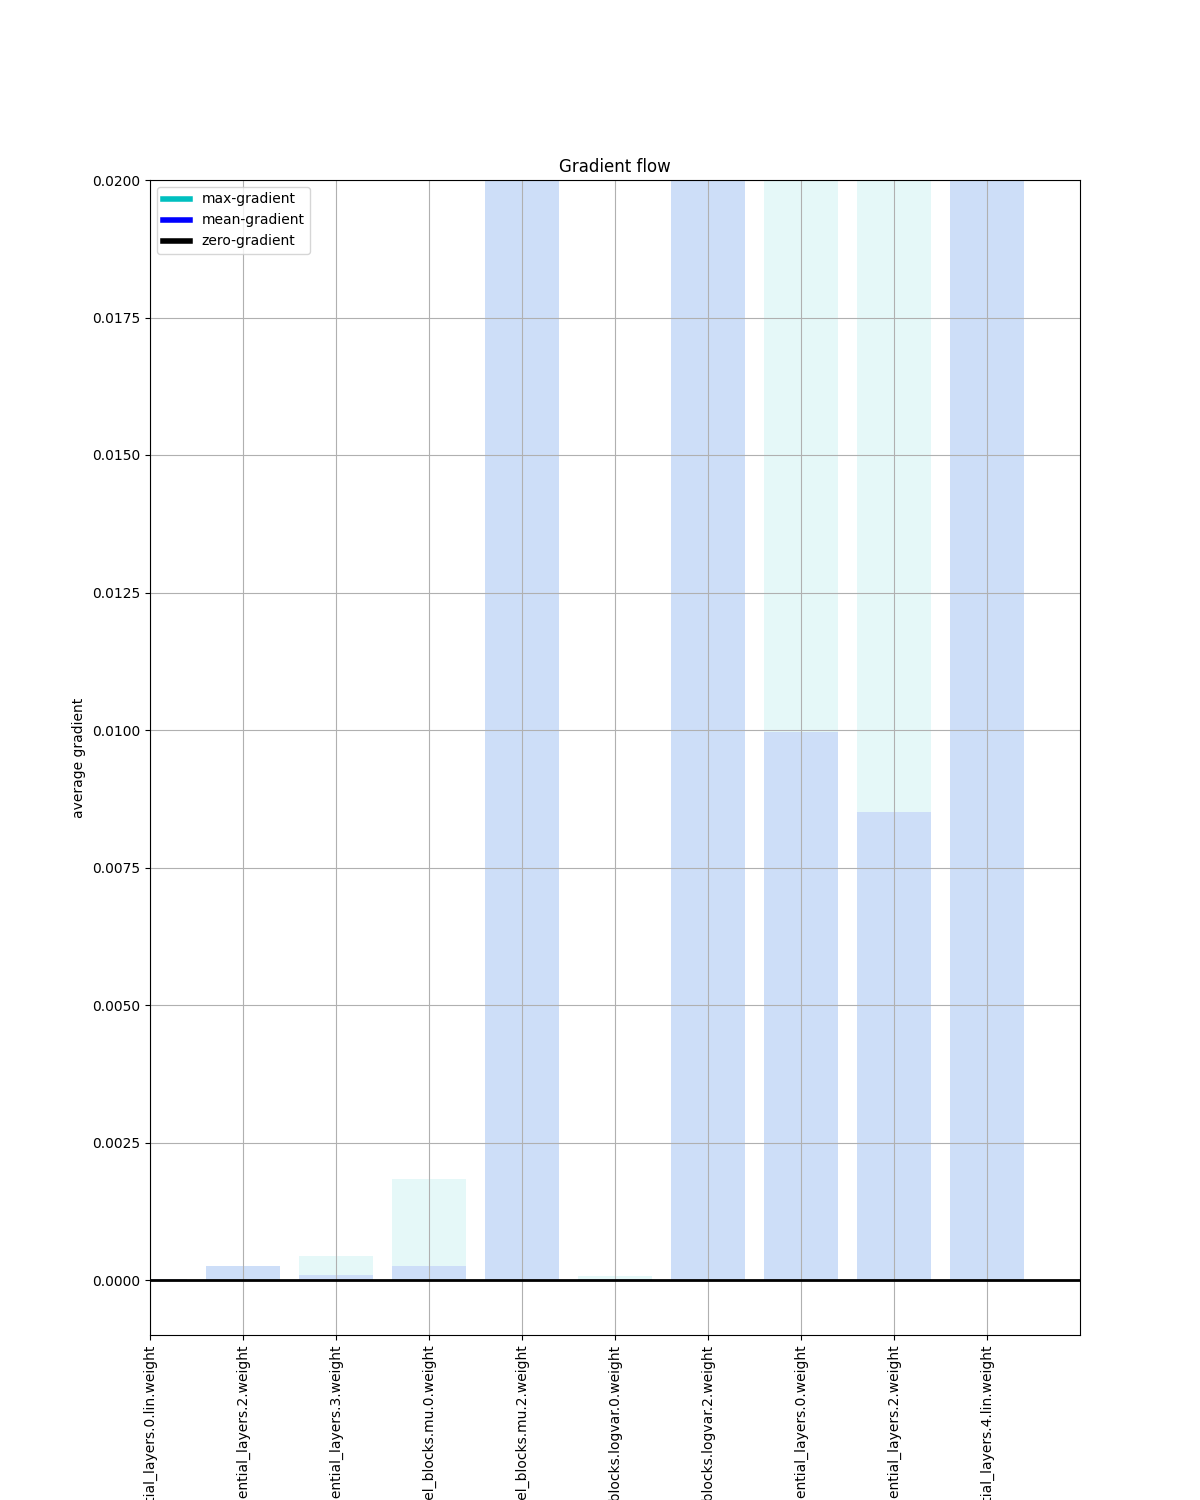 Gradient flow
max-gradient
mean-gradient
zero-gradient
0.0200
0.0175
0.0150
0.0125
0.0100
0.0075
0.0050
0.0025
0.0000
average gradient
tial_layers.0.lin.weight
ential_layers.2.weight
ential_layers.3.weight
el_blocks.mu.0.weight
el_blocks.mu.2.weight
blocks.logvar.0.weight
blocks.logvar.2.weight
ential_layers.0.weight
ential_layers.2.weight
tial_layers.4.lin.weight